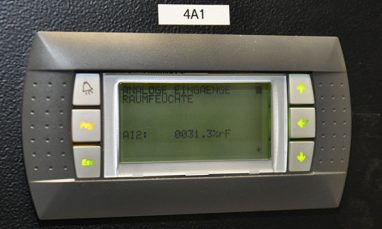 4A1
ANALOGE EINGAENGE
RAUMFEUCHTE
AI2: 0031.3%rF